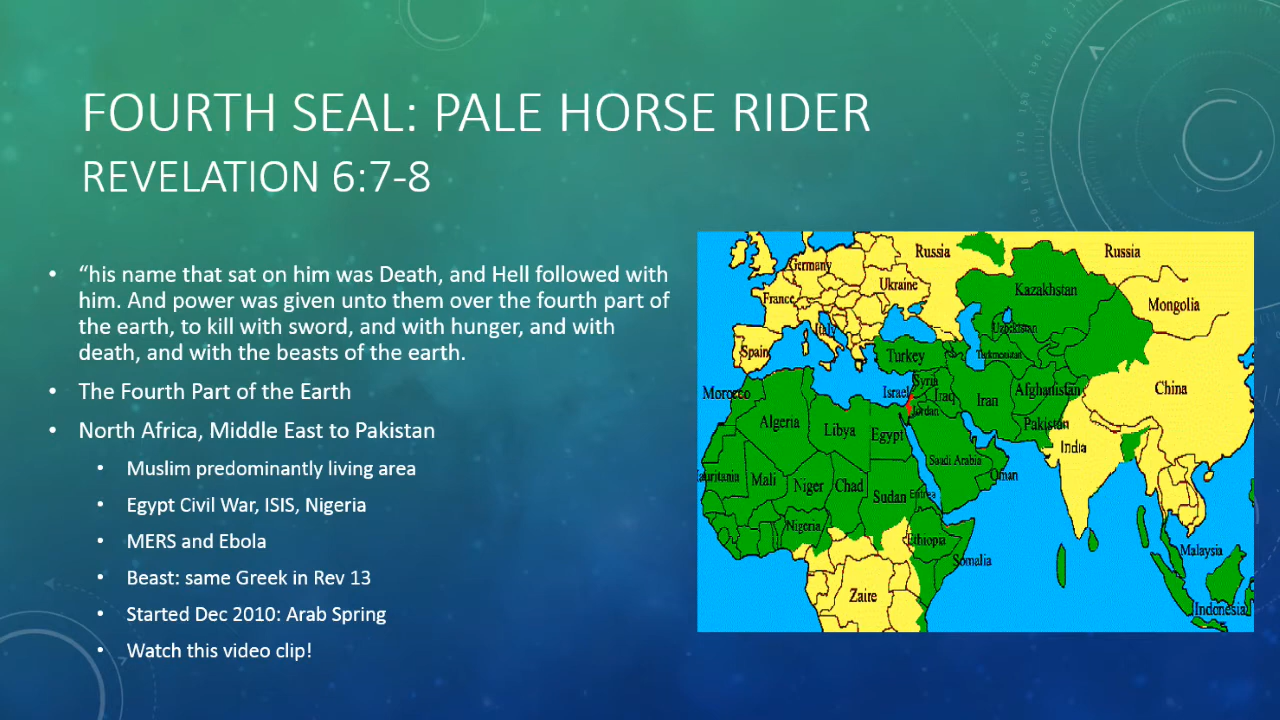 FOURTH SEAL: PALE HORSE RIDER
REVELATION 6:7-8
• “his name that sat on him was Death, and Hell followed with
him. And power was given unto them over the fourth part of
the earth, to kill with sword, and with hunger, and with
death, and with the beasts of the earth.
• The Fourth Part of the Earth
• North Africa, Middle East to Pakistan
• Muslim predominantly living area
• Egypt Civil War, ISIS, Nigeria
• MERS and Ebola
• Beast: same Greek in Rev 13
• Started Dec 2010: Arab Spring
• Watch this video clip!
Russia
Russia
Germany
Ukraine
Kazakhstan
France
Mongolia
Italy
Uzbekistan
Spain
Turkey
China
Syria
Israel
Iraq
Iran
Afghanistan
Morocco
Jordan
Algeria
Libya
Egypt
Pakistan
India
Saudi Arabia
Oman
Mali
Niger
Chad
Sudan
Eritrea
Nigeria
Ethiopia
Somalia
Malaysia
Zaire
Indonesia
190
200
180
170
160